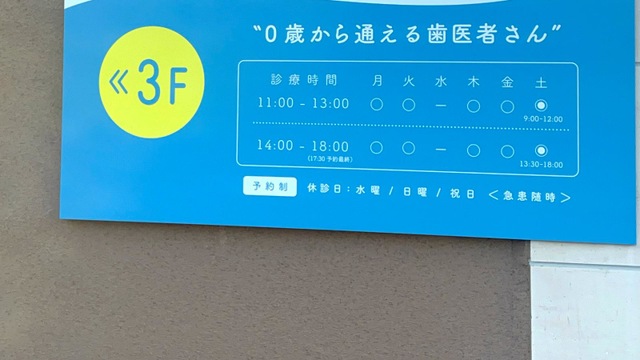 “0歳から通える歯医者さん”
≪ 3F
診療時間 月 火 水 木 金 土
11:00 - 13:00 ○ ○ － ○ ○ ◉
9:00-12:00
14:00 - 18:00 ○ ○ － ○ ○ ◉
(17:30 予約最終) 13:30-18:00
予約制 休診日：水曜 / 日曜 / 祝日 ＜急患随時＞